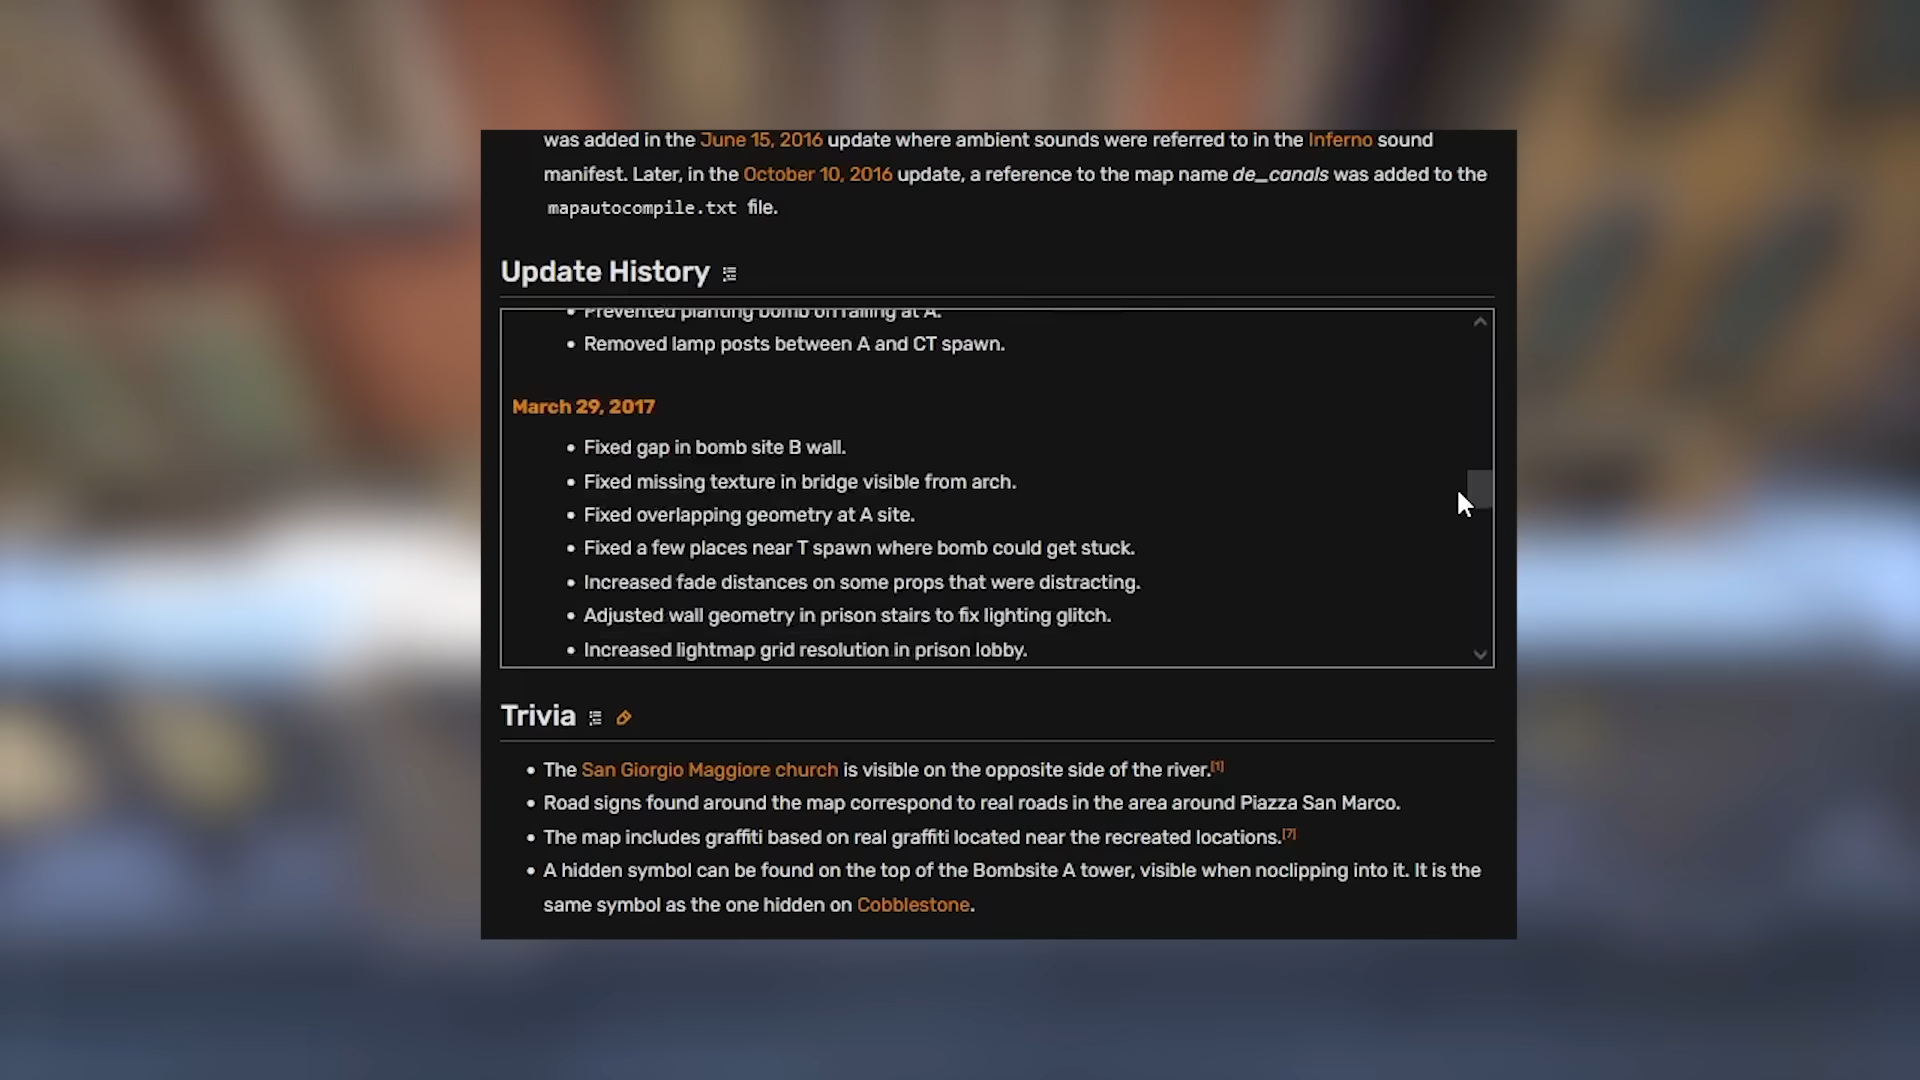 was added in the June 15, 2016 update where ambient sounds were referred to in the Inferno sound
manifest. Later, in the October 10, 2016 update, a reference to the map name de_canals was added to the
mapautocompile.txt file.
Update History
Prevented planting bomb on railing at A.
Removed lamp posts between A and CT spawn.
March 29, 2017
Fixed gap in bomb site B wall.
Fixed missing texture in bridge visible from arch.
Fixed overlapping geometry at A site.
Fixed a few places near T spawn where bomb could get stuck.
Increased fade distances on some props that were distracting.
Adjusted wall geometry in prison stairs to fix lighting glitch.
Increased lightmap grid resolution in prison lobby.
Trivia
The San Giorgio Maggiore church is visible on the opposite side of the river.[1]
Road signs found around the map correspond to real roads in the area around Piazza San Marco.
The map includes graffiti based on real graffiti located near the recreated locations.[7]
A hidden symbol can be found on the top of the Bombsite A tower, visible when noclipping into it. It is the
same symbol as the one hidden on Cobblestone.